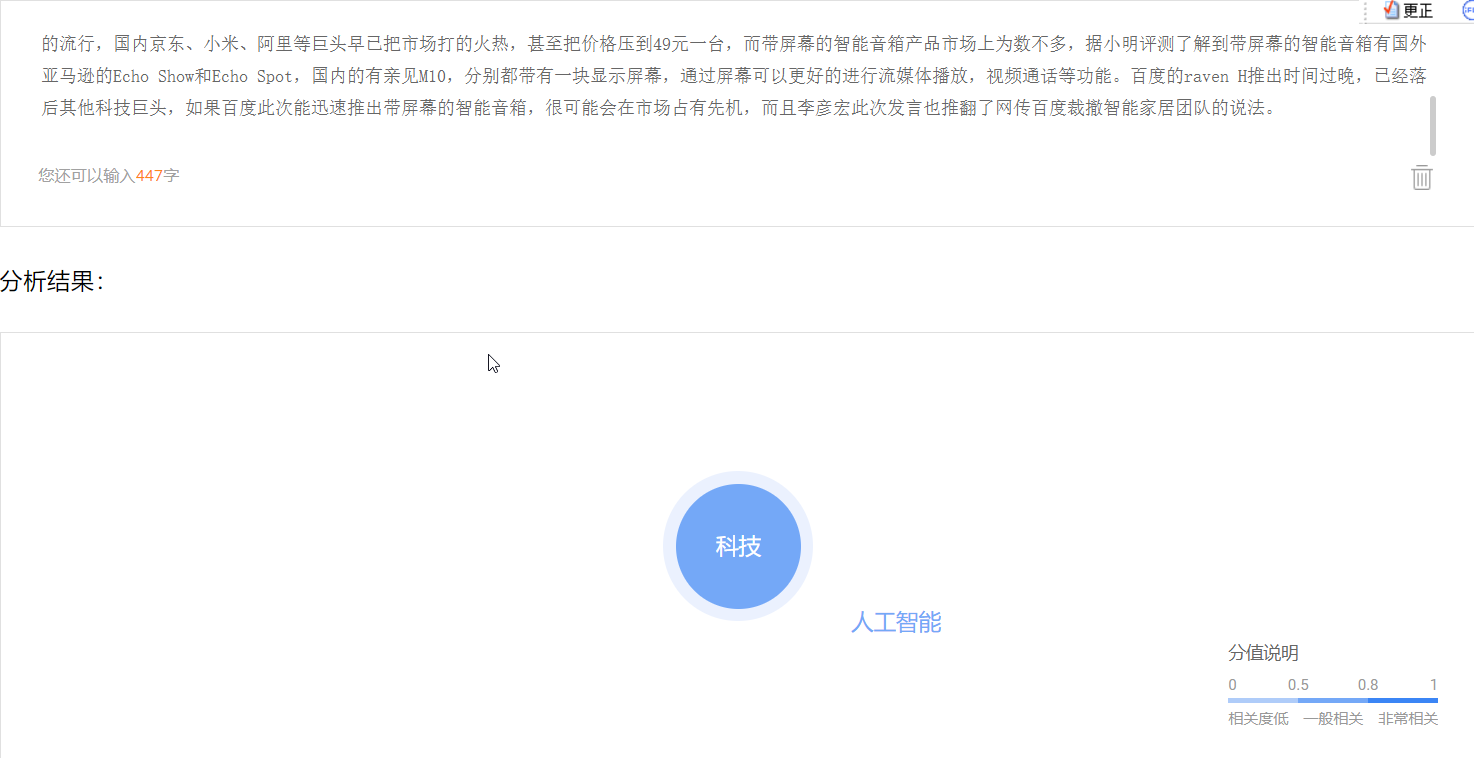 更正
的流行，国内京东、小米、阿里等巨头早已把市场打的火热，甚至把价格压到49元一台，而带屏幕的智能音箱产品市场上为数不多，据小明评测了解到带屏幕的智能音箱有国外
亚马逊的Echo Show和Echo Spot，国内的有亲见M10，分别都带有一块显示屏幕，通过屏幕可以更好的进行流媒体播放，视频通话等功能。百度的raven H推出时间过晚，已经落
后其他科技巨头，如果百度此次能迅速推出带屏幕的智能音箱，很可能会在市场占有先机，而且李彦宏此次发言也推翻了网传百度裁撤智能家居团队的说法。
您还可以输入447字
分析结果：
科技
人工智能
分值说明
0 0.5 0.8 1
相关度低 一般相关 非常相关